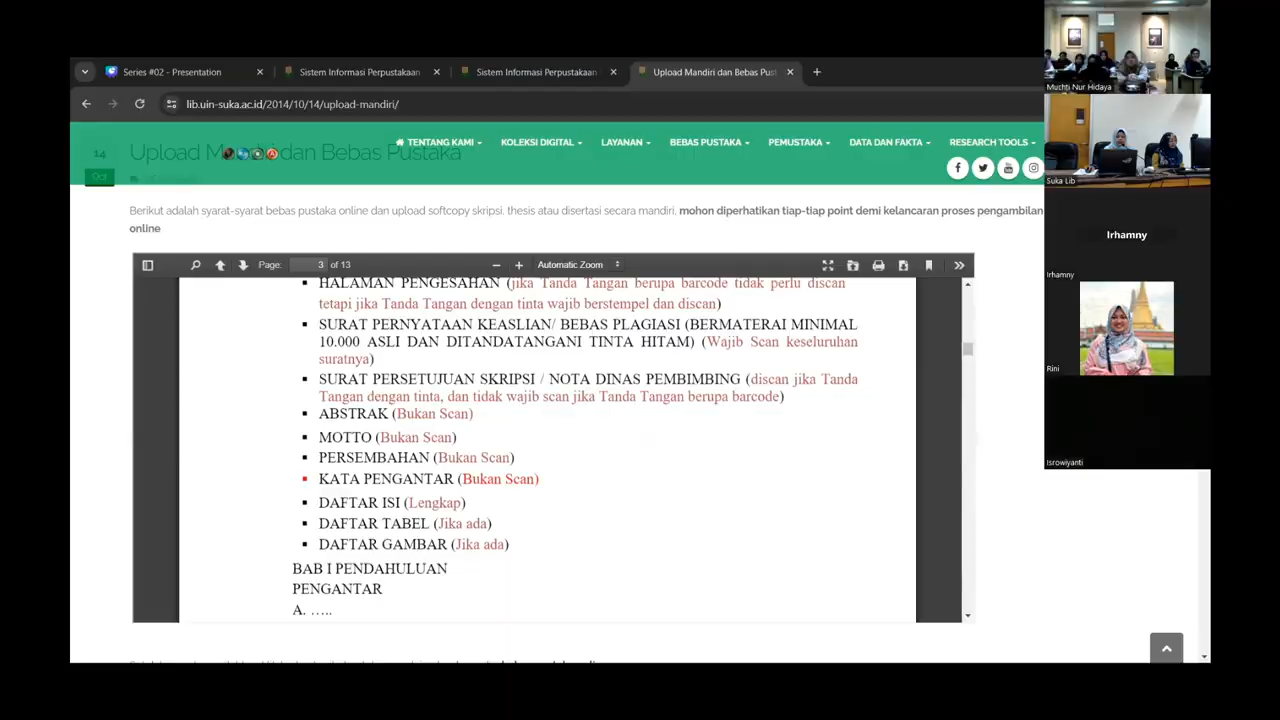 Series #02 - Presentation
Sistem Informasi Perpustakaan
Sistem Informasi Perpustakaan
Upload Mandiri dan Bebas Pust
lib.uin-suka.ac.id/2014/10/14/upload-mandiri/
TENTANG KAMI
KOLEKSI DIGITAL
LAYANAN
BEBAS PUSTAKA
PEMUSTAKA
DATA DAN FAKTA
RESEARCH TOOLS
14
Oct
Upload Mandiri dan Bebas Pustaka
Berikut adalah syarat-syarat bebas pustaka online dan upload softcopy skripsi, thesis atau disertasi secara mandiri, mohon diperhatikan tiap-tiap point demi kelancaran proses pengambilan
online
Page: 3 of 13
Automatic Zoom
HALAMAN PENGESAHAN (jika Tanda Tangan berupa barcode tidak perlu discan
tetapi jika Tanda Tangan dengan tinta wajib berstempel dan discan)
SURAT PERNYATAAN KEASLIAN/ BEBAS PLAGIASI (BERMATERAI MINIMAL
10.000 ASLI DAN DITANDATANGANI TINTA HITAM) (Wajib Scan keseluruhan
suratnya)
SURAT PERSETUJUAN SKRIPSI / NOTA DINAS PEMBIMBING (discan jika Tanda
Tangan dengan tinta, dan tidak wajib scan jika Tanda Tangan berupa barcode)
ABSTRAK (Bukan Scan)
MOTTO (Bukan Scan)
PERSEMBAHAN (Bukan Scan)
KATA PENGANTAR (Bukan Scan)
DAFTAR ISI (Lengkap)
DAFTAR TABEL (Jika ada)
DAFTAR GAMBAR (Jika ada)
BAB I PENDAHULUAN
PENGANTAR
A. .....
Muchti Nur Hidaya
Suka Lib
Irhamny
Irhamny
Rini
Isrowiyanti